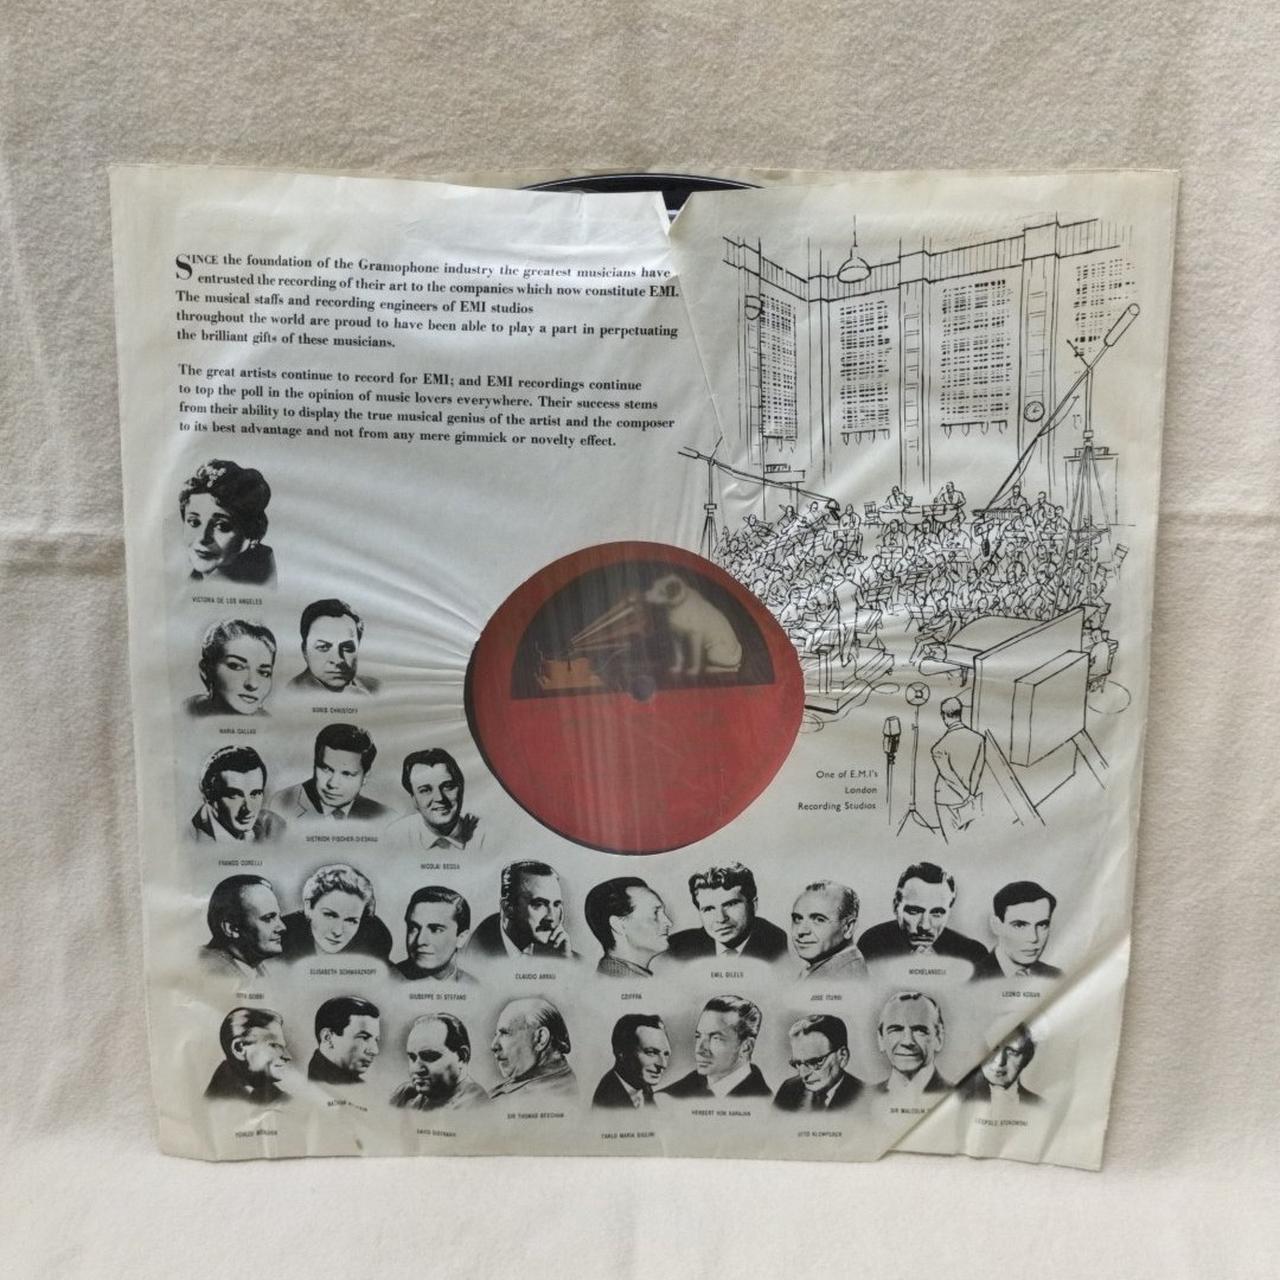 SINCE the foundation of the Gramophone industry the greatest musicians have
entrusted the recording of their art to the companies which now constitute EMI.
The musical staffs and recording engineers of EMI studios
throughout the world are proud to have been able to play a part in perpetuating
the brilliant gifts of these musicians.
The great artists continue to record for EMI; and EMI recordings continue
to top the poll in the opinion of music lovers everywhere. Their success stems
from their ability to display the true musical genius of the artist and the composer
to its best advantage and not from any mere gimmick or novelty effect.
VICTORIA DE LOS ANGELES
BORIS CHRISTOFF
MARIA CALLAS
One of E.M.I's
London
Recording Studios
DIETRICH FISCHER-DIESKAU
FRANCO CORELLI
NICOLAI GEDDA
ELISABETH SCHWARZKOPF
CLAUDIO ARRAU
EMIL GILELS
MICHELANGELI
TITO GOBBI
GIUSEPPE DI STEFANO
CZIFFRA
JOSE ITURBI
LEONID KOGAN
NATHAN
SIR THOMAS BEECHAM
HERBERT VON KARAJAN
SIR MALCOLM
LEOPOLD STOKOWSKI
YEHUDI MENUHIN
DAVID OISTRAKH
CARLO MARIA GIULINI
OTTO KLEMPERER